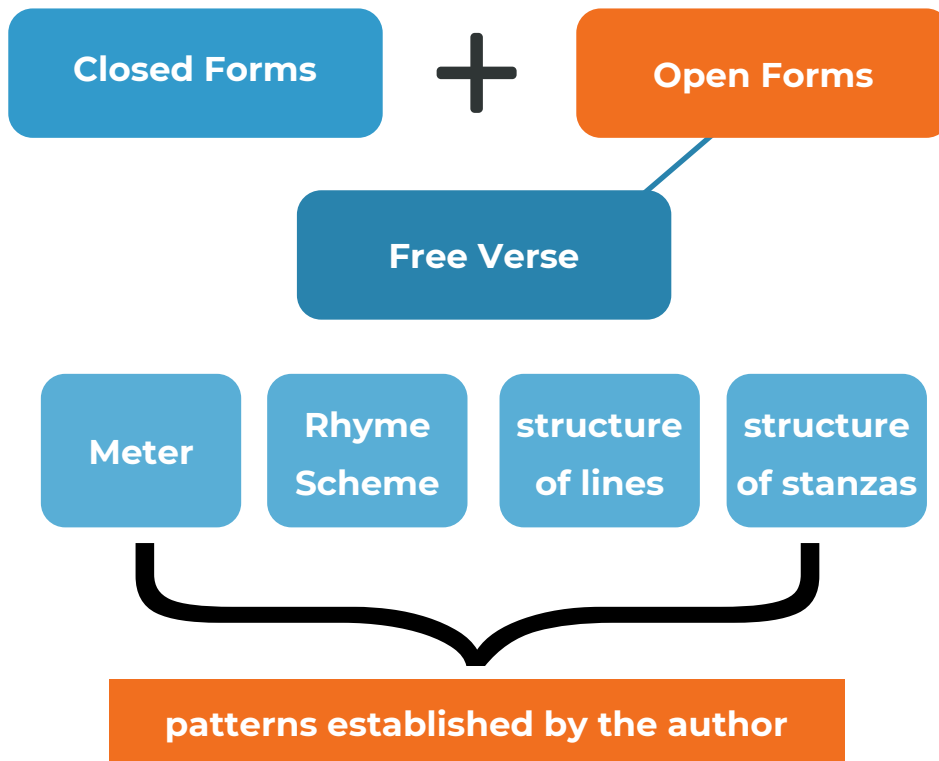 Closed Forms
Open Forms
Free Verse
Meter
Rhyme
Scheme
structure
of lines
structure
of stanzas
patterns established by the author